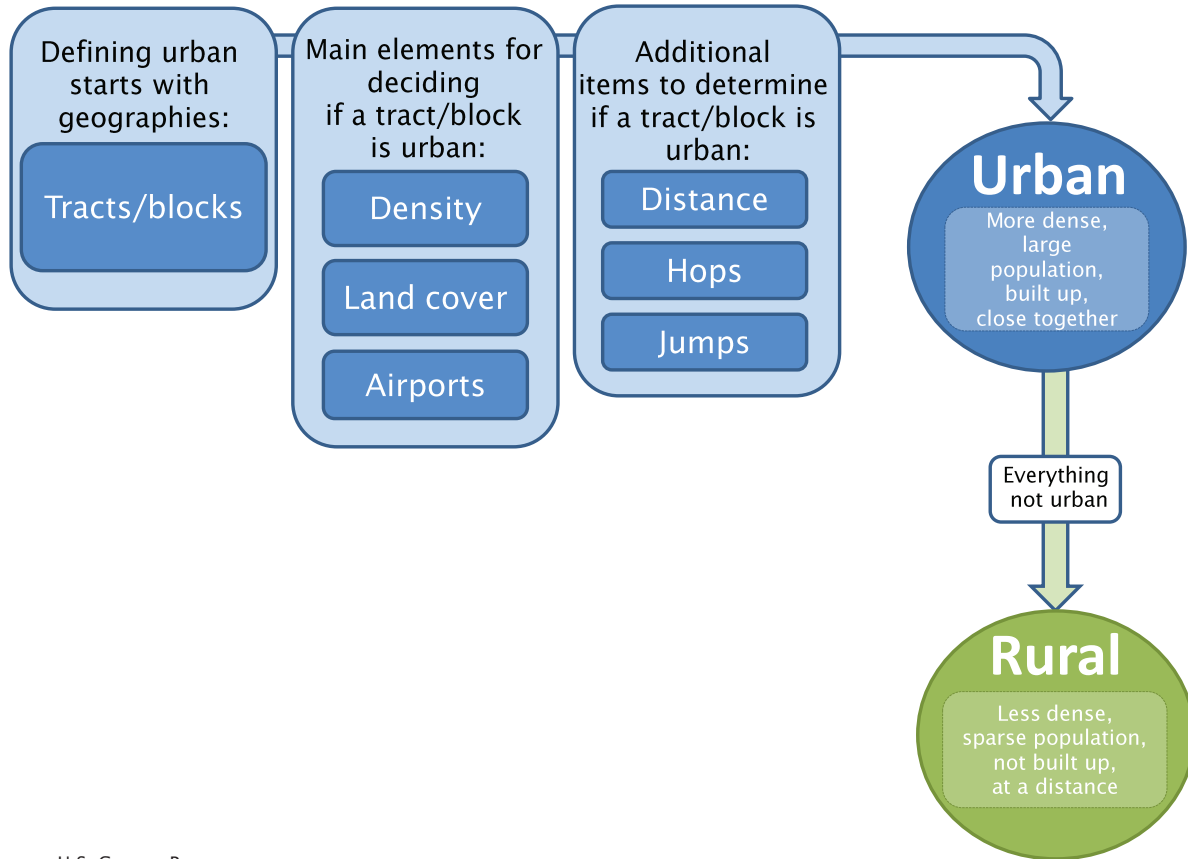 Defining urban
starts with
geographies:
Tracts/blocks
Main elements for
deciding
if a tract/block
is urban:
Density
Land cover
Airports
Additional
items to determine
if a tract/block is
urban:
Distance
Hops
Jumps
Urban
More dense,
large
population,
built up,
close together
Everything
not urban
Rural
Less dense,
sparse population,
not built up,
at a distance